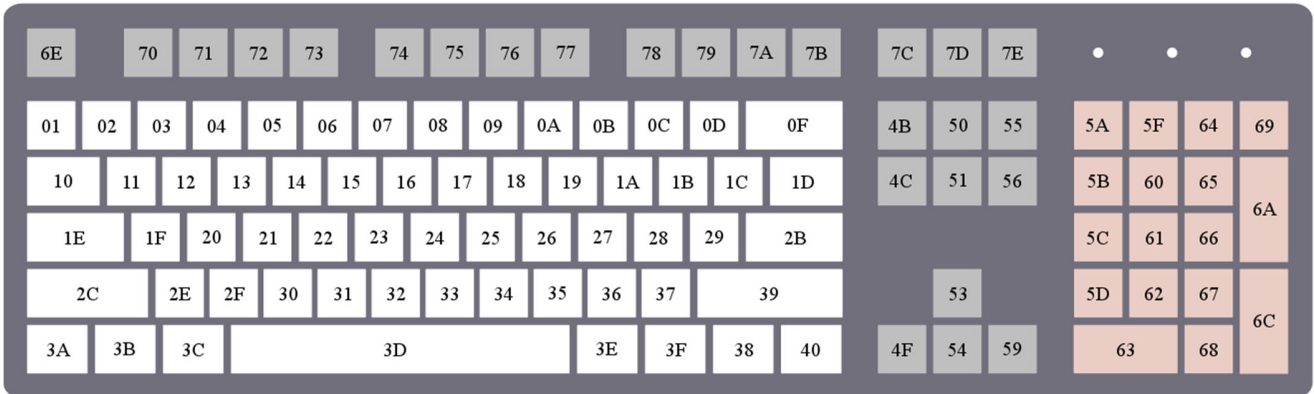 6E 70 71 72 73 74 75 76 77 78 79 7A 7B 7C 7D 7E
01 02 03 04 05 06 07 08 09 0A 0B 0C 0D 0F 4B 50 55 5A 5F 64 69
10 11 12 13 14 15 16 17 18 19 1A 1B 1C 1D 4C 51 56 5B 60 65 6A
1E 1F 20 21 22 23 24 25 26 27 28 29 2B 5C 61 66
2C 2E 2F 30 31 32 33 34 35 36 37 39 53 5D 62 67 6C
3A 3B 3C 3D 3E 3F 38 40 4F 54 59 63 68